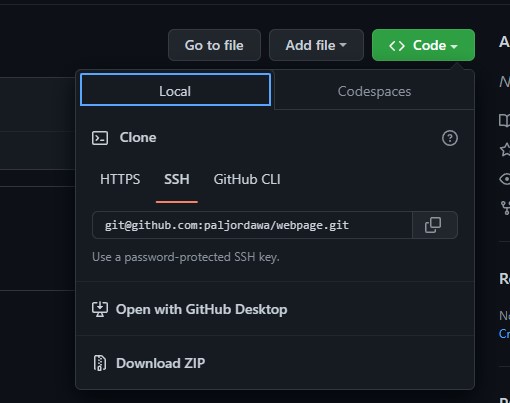 Go to file
Add file
<> Code
Local
Codespaces
Clone
HTTPS
SSH
GitHub CLI
git@github.com:paljordawa/webpage.git
Use a password-protected SSH key.
Open with GitHub Desktop
Download ZIP